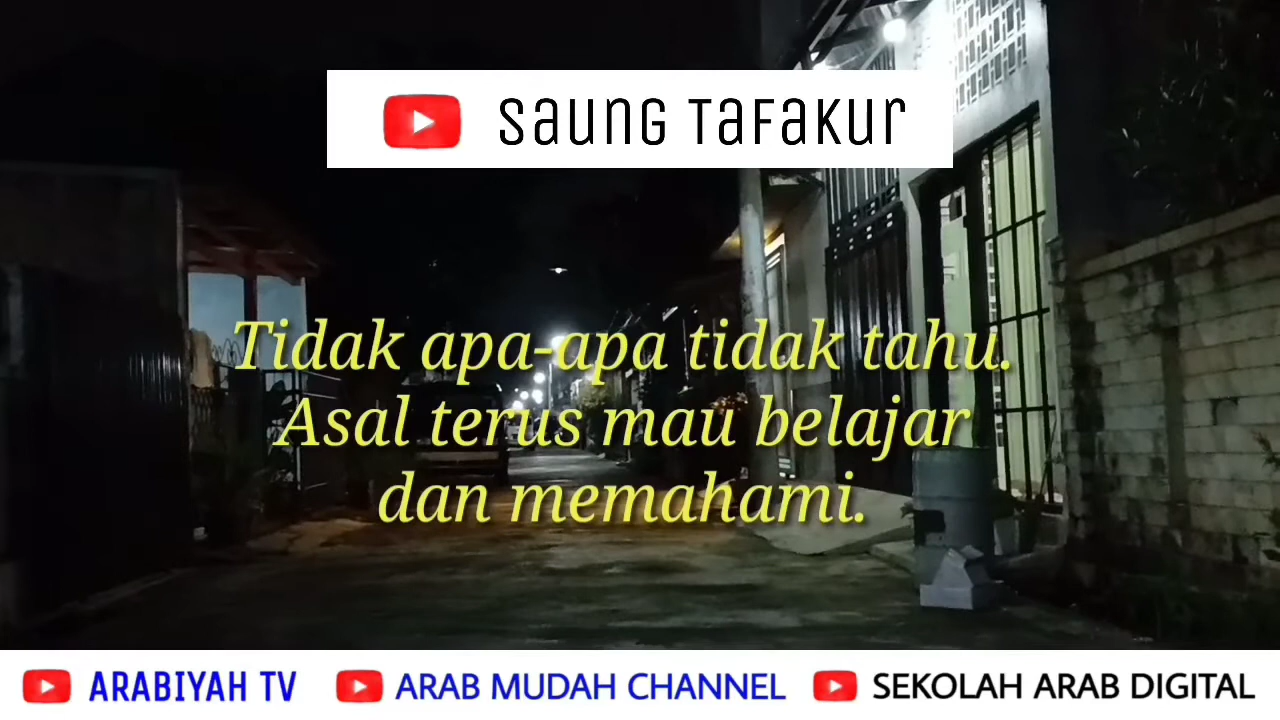 Saung Tafakur
Tidak apa-apa tidak tahu.
Asal terus mau belajar
dan memahami.
ARABIYAH TV
ARAB MUDAH CHANNEL
SEKOLAH ARAB DIGITAL